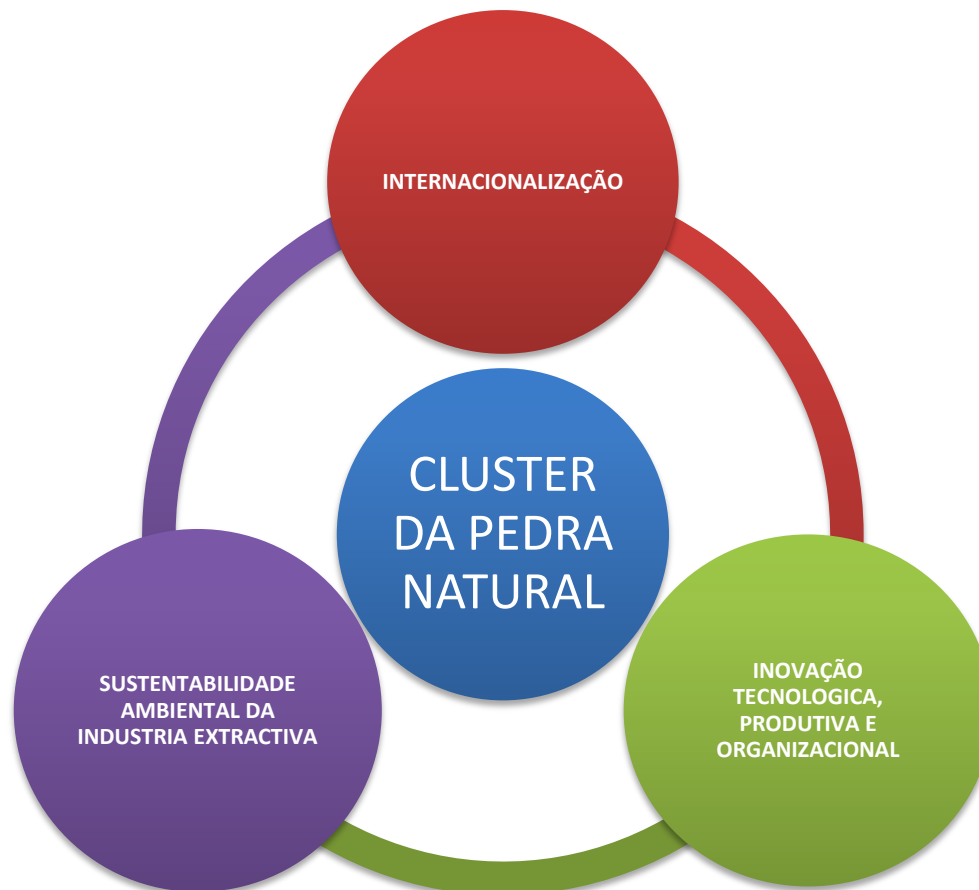 INTERNACIONALIZAÇÃO
CLUSTER
DA PEDRA
NATURAL
SUSTENTABILIDADE
AMBIENTAL DA
INDUSTRIA EXTRACTIVA
INOVAÇÃO
TECNOLOGICA,
PRODUTIVA E
ORGANIZACIONAL